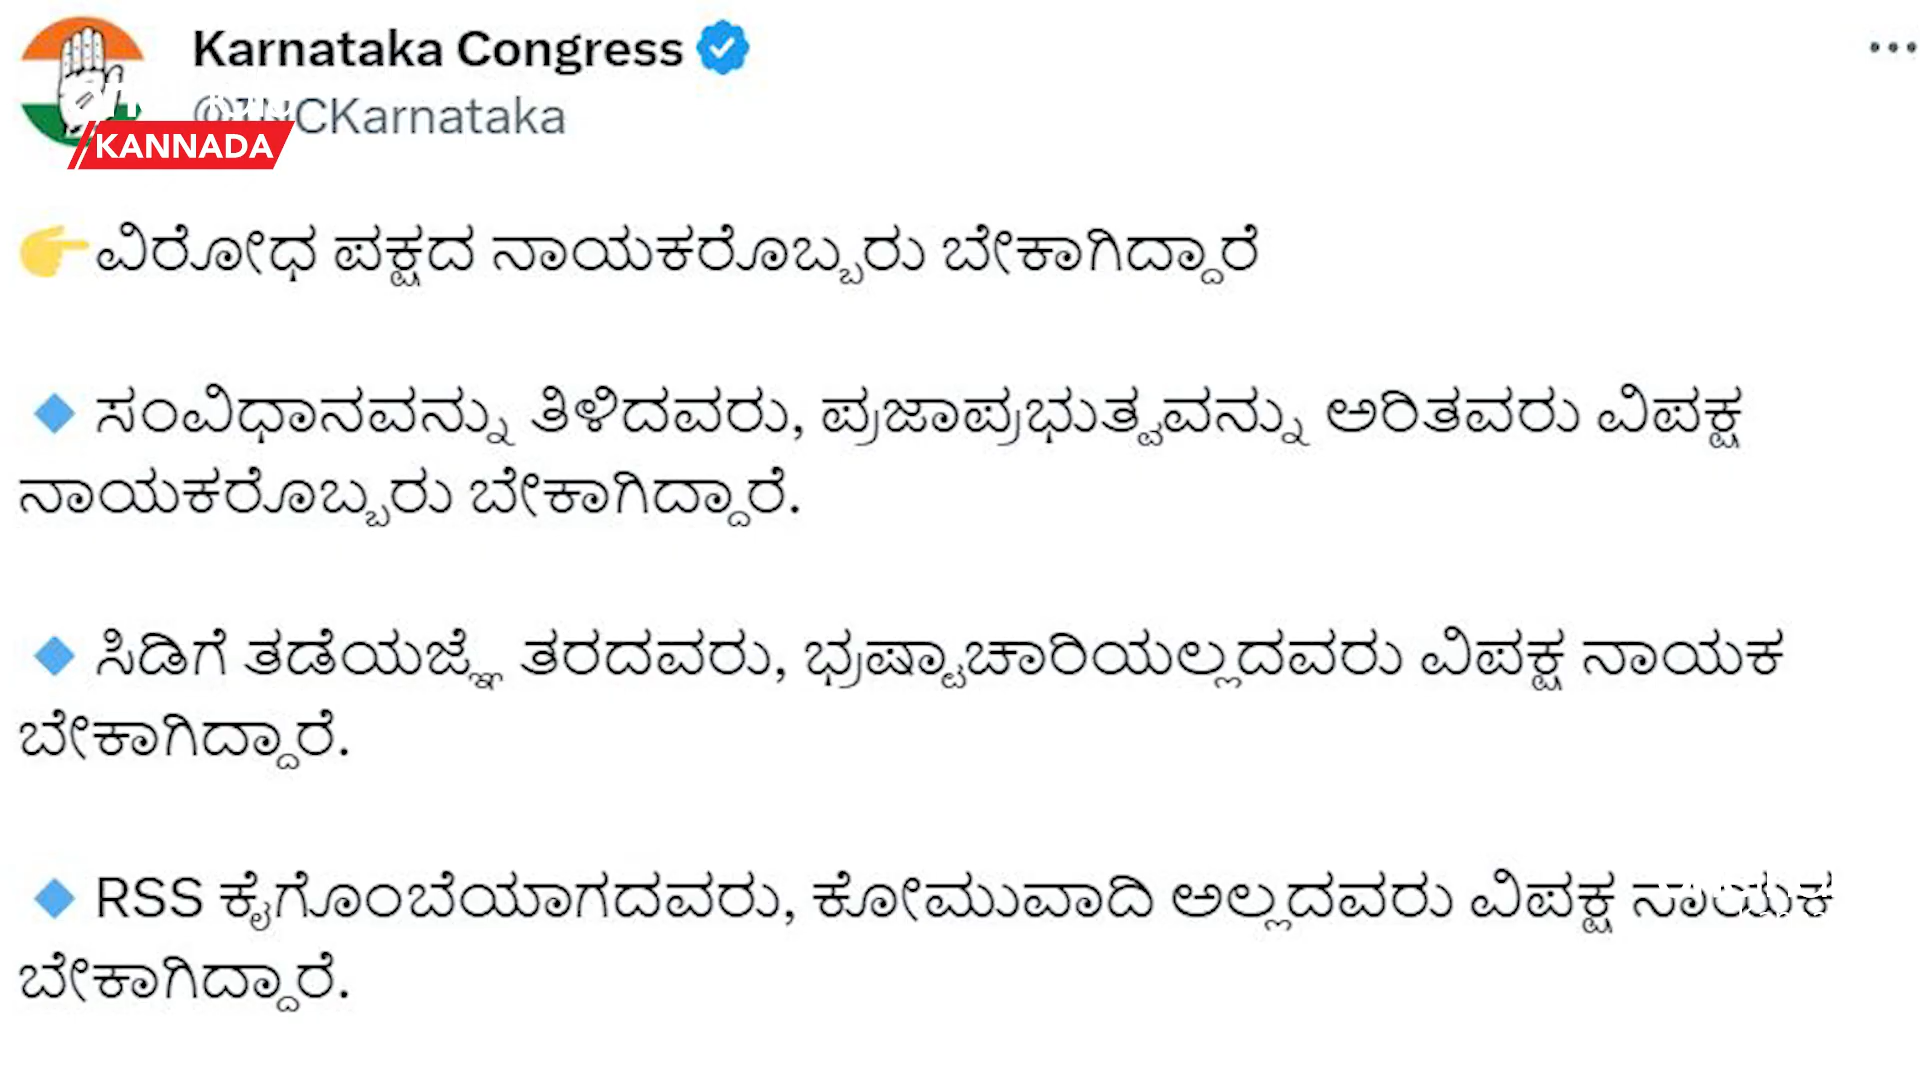 Karnataka Congress
CKarnataka
KANNADA
👉ವಿರೋಧ ಪಕ್ಷದ ನಾಯಕರೊಬ್ಬರು ಬೇಕಾಗಿದ್ದಾರೆ
🔹ಸಂವಿಧಾನವನ್ನು ತಿಳಿದವರು, ಪ್ರಜಾಪ್ರಭುತ್ವವನ್ನು ಅರಿತವರು ವಿಪಕ್ಷ
ನಾಯಕರೊಬ್ಬರು ಬೇಕಾಗಿದ್ದಾರೆ.
🔹ಸಿಡಿಗೆ ತಡೆಯಜ್ಞೆ ತರದವರು, ಭ್ರಷ್ಟಾಚಾರಿಯಲ್ಲದವರು ವಿಪಕ್ಷ ನಾಯಕ
ಬೇಕಾಗಿದ್ದಾರೆ.
🔹RSS ಕೈಗೊಂಬೆಯಾಗದವರು, ಕೋಮುವಾದಿ ಅಲ್ಲದವರು ವಿಪಕ್ಷ ನಾಯಕ
ಬೇಕಾಗಿದ್ದಾರೆ.